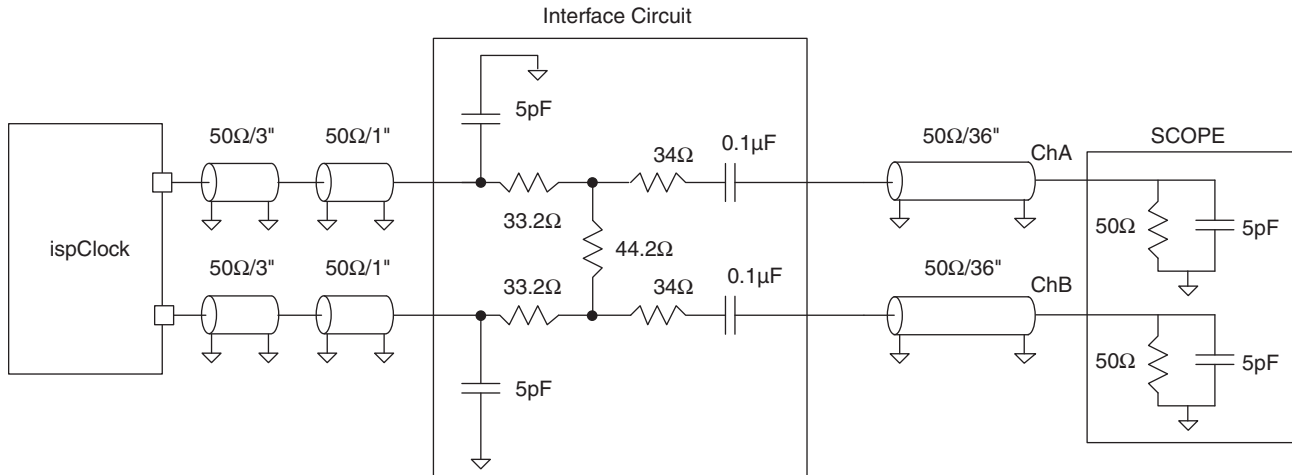 Interface Circuit
5pF
50Ω/3"
50Ω/1"
34Ω
0.1µF
50Ω/36"
ChA
SCOPE
33.2Ω
50Ω
5pF
ispClock
44.2Ω
50Ω/3"
50Ω/1"
33.2Ω
34Ω
0.1µF
50Ω/36"
ChB
5pF
50Ω
5pF